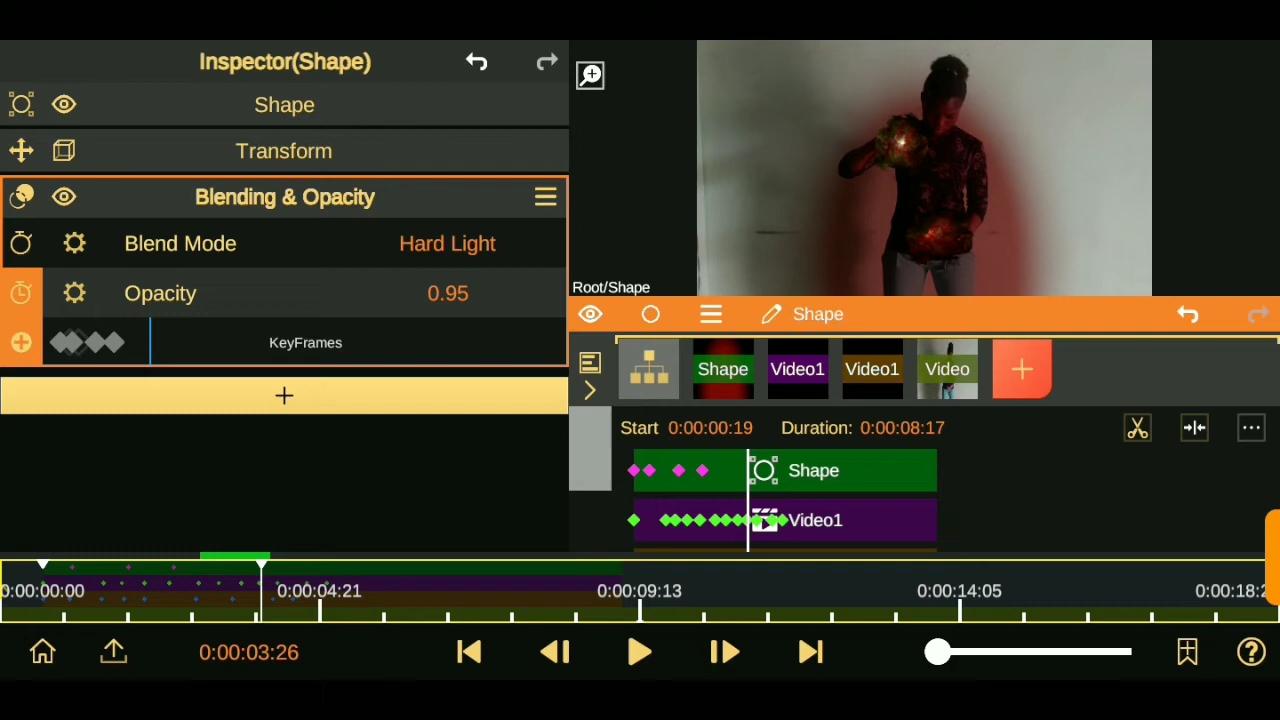 Inspector(Shape)
Shape
Transform
Blending & Opacity
Blend Mode Hard Light
Opacity 0.95
KeyFrames
Root/Shape
Shape
Shape Video1 Video1 Video
Start 0:00:00:19 Duration: 0:00:08:17
Shape
Video1
0:00:00:00 0:00:04:21 0:00:09:13 0:00:14:05
0:00:03:26